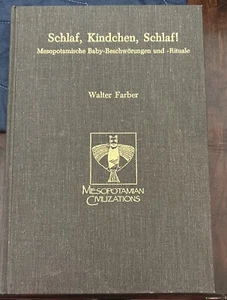 Schlaf, Kindchen, Schlaf!
Mesopotamische Baby-Beschwörungen und -Rituale
Walter Farber
MESOPOTAMIAN
CIVILIZATIONS